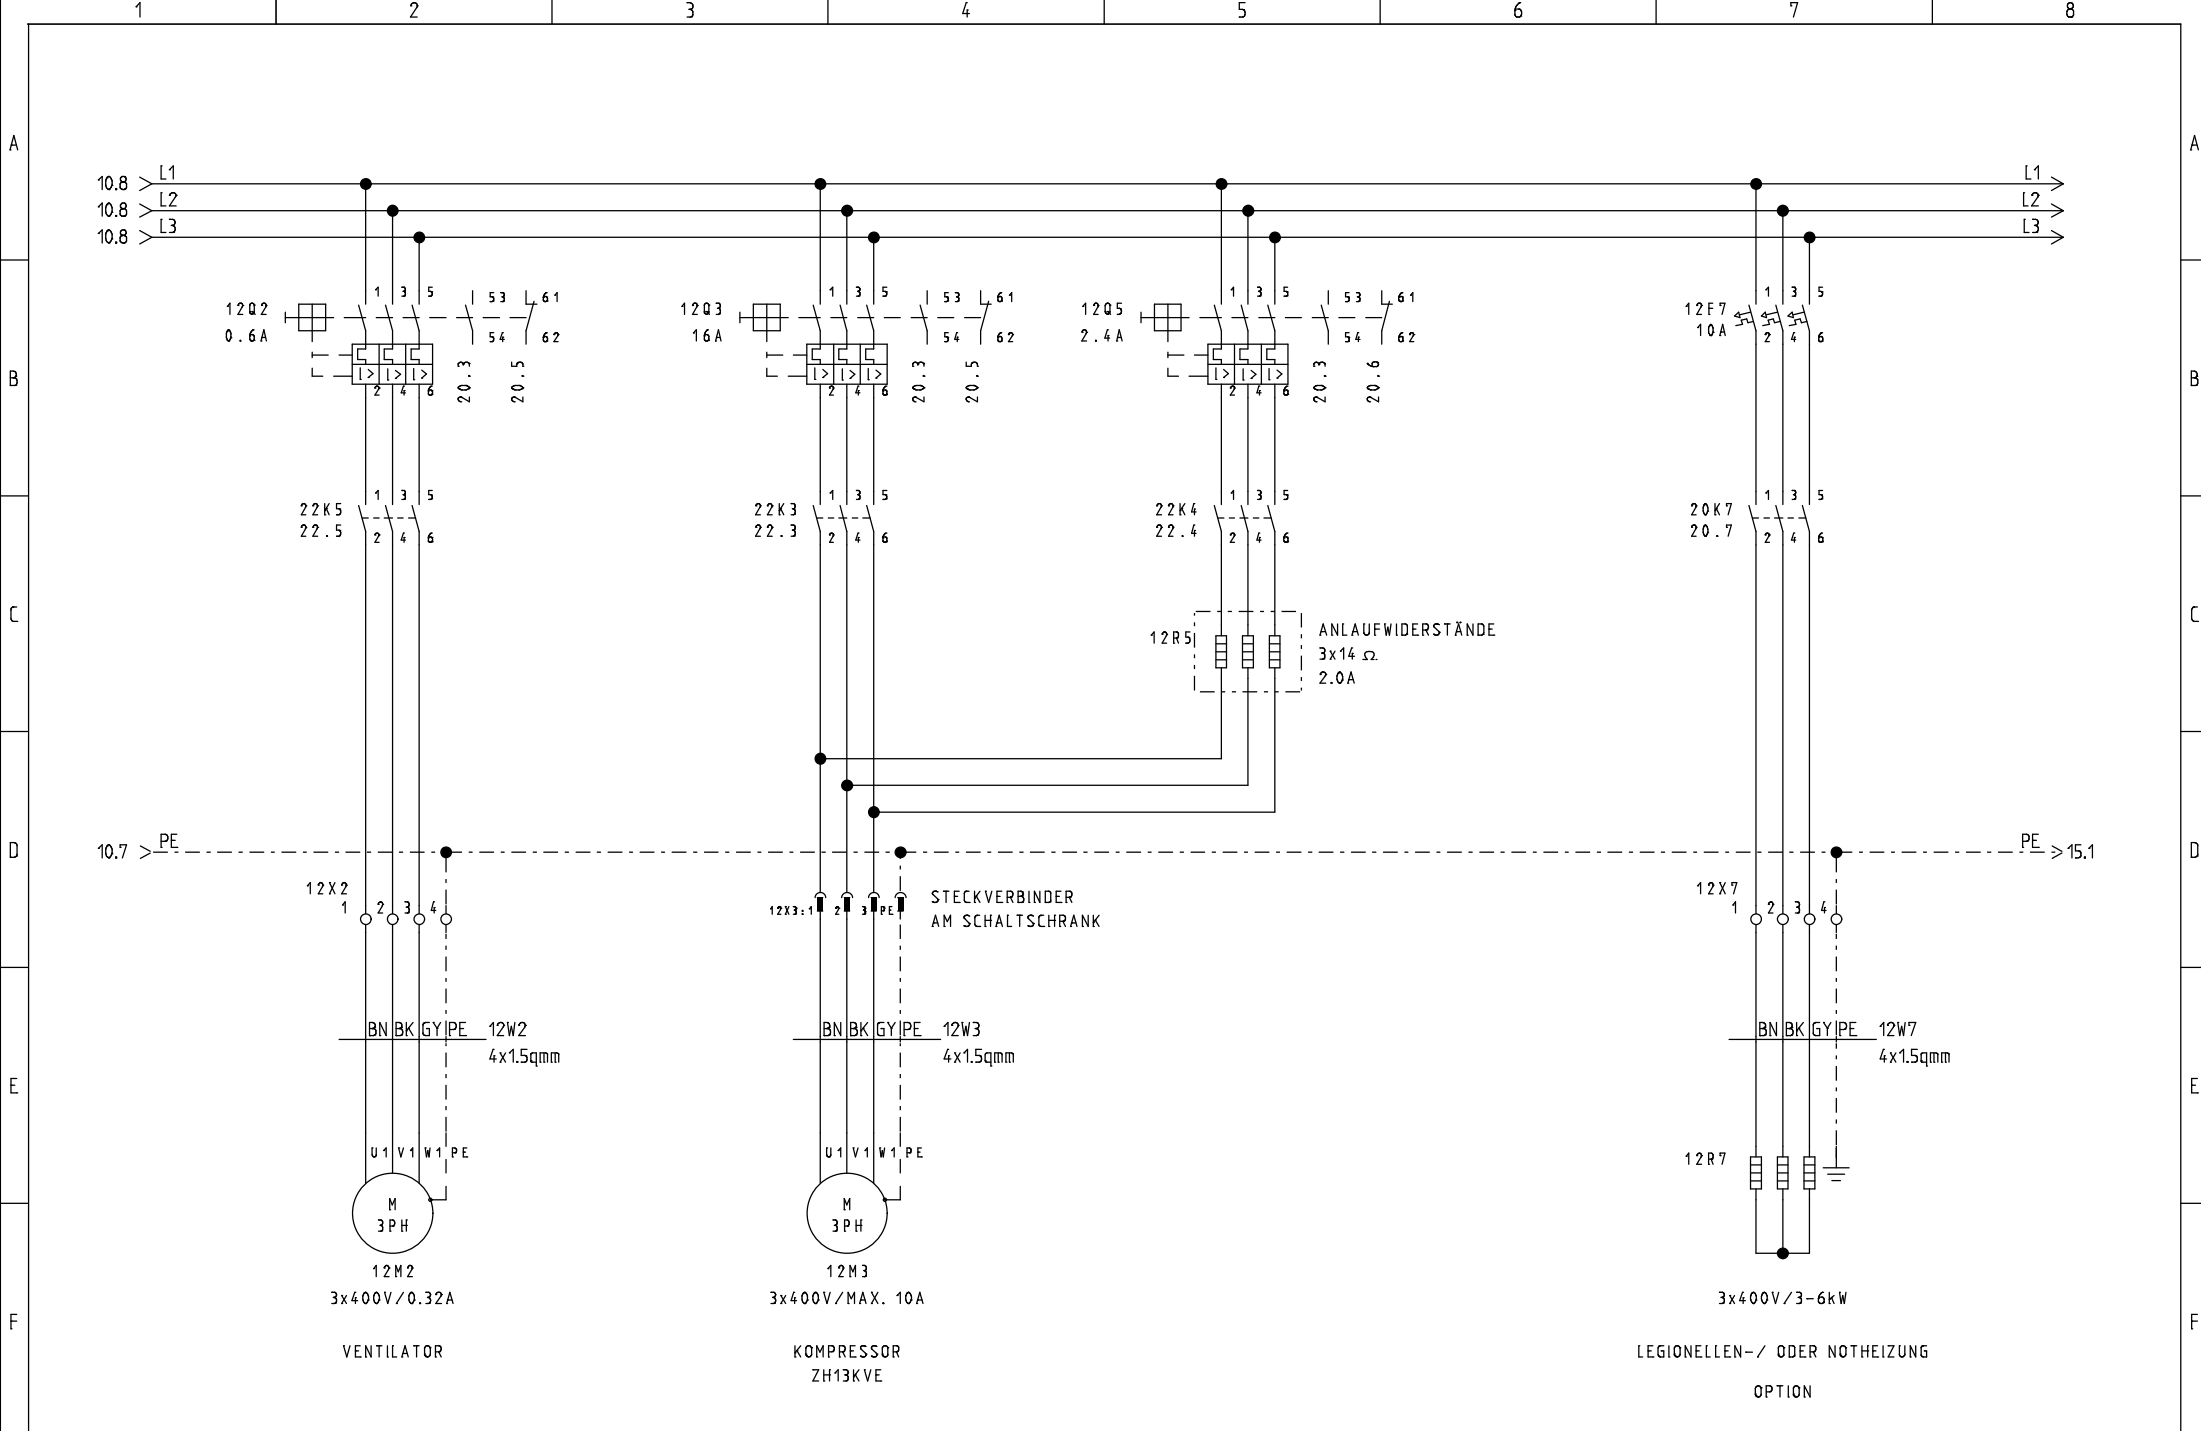 1 2 3 4 5 6 7 8
A A
10.8 L1 L1
10.8 L2 L2
10.8 L3 L3
12Q2
0.6A
1 3 5
2 4 6
53 61
54 62
20.3 20.5
12Q3
16A
1 3 5
2 4 6
53 61
54 62
20.3 20.5
12Q5
2.4A
1 3 5
2 4 6
53 61
54 62
20.3 20.6
12F7
10A
1 3 5
2 4 6
I> I> I>
I> I> I>
I> I> I>
B B
22K5
22.5
1 3 5
2 4 6
22K3
22.3
1 3 5
2 4 6
22K4
22.4
1 3 5
2 4 6
20K7
20.7
1 3 5
2 4 6
C C
12R5
ANLAUFWIDERSTÄNDE
3x14 Ω
2.0A
D D
10.7 PE PE 15.1
12X2
1 2 3 4
12X3:1 2 3 PE
STECKVERBINDER
AM SCHALTSCHRANK
12X7
1 2 3 4
BN BK GY PE 12W2
4x1.5qmm
BN BK GY PE 12W3
4x1.5qmm
BN BK GY PE 12W7
4x1.5qmm
E E
U1 V1 W1 PE
U1 V1 W1 PE
12R7
M
3PH
M
3PH
12M2
3x400V/0.32A
VENTILATOR
12M3
3x400V/MAX. 10A
KOMPRESSOR
ZH13KVE
3x400V/3-6kW
LEGIONELLEN-/ ODER NOTHEIZUNG
OPTION
F F